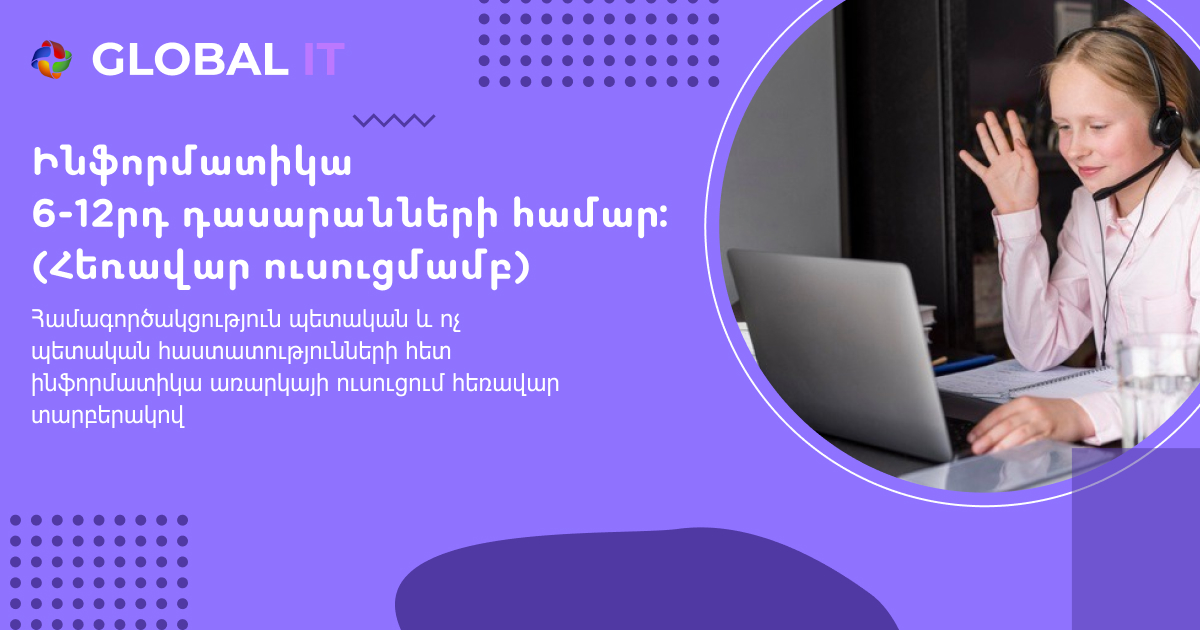 GLOBAL IT
Ինֆորմատիկա
6-12րդ դասարանների համար:
(Հեռավար ուսուցմամբ)
Համագործակցություն պետական և ոչ
պետական հաստատությունների հետ
ինֆորմատիկա առարկայի ուսուցում հեռավար
տարբերակով